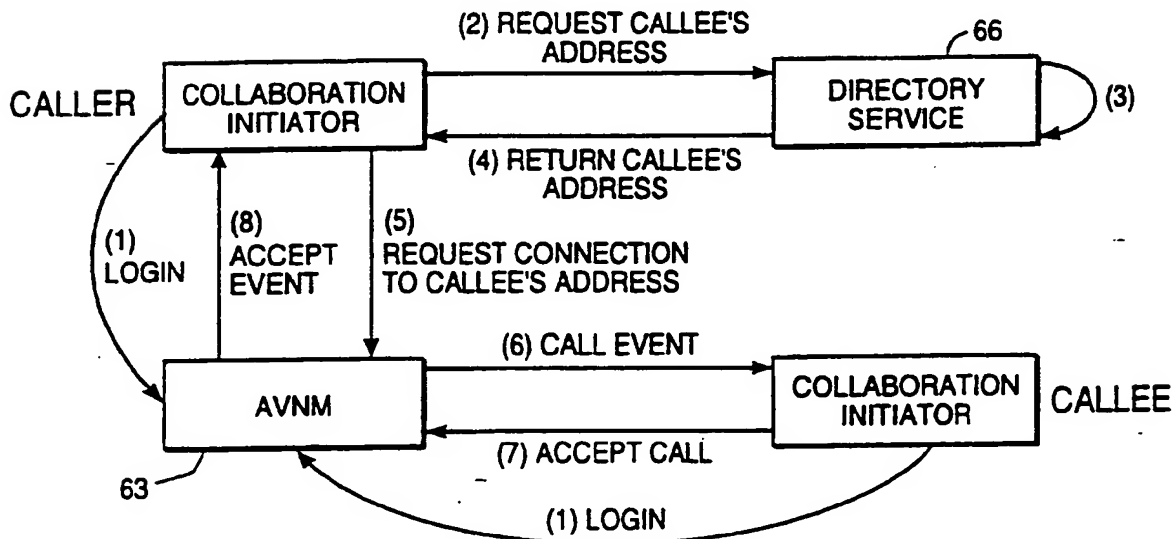 (2) REQUEST CALLEE'S
ADDRESS
66
CALLER
COLLABORATION
INITIATOR
DIRECTORY
SERVICE
(3)
(4) RETURN CALLEE'S
ADDRESS
(1)
LOGIN
(8)
ACCEPT
EVENT
(5)
REQUEST CONNECTION
TO CALLEE'S ADDRESS
(6) CALL EVENT
AVNM
COLLABORATION
INITIATOR
CALLEE
(7) ACCEPT CALL
63
(1) LOGIN